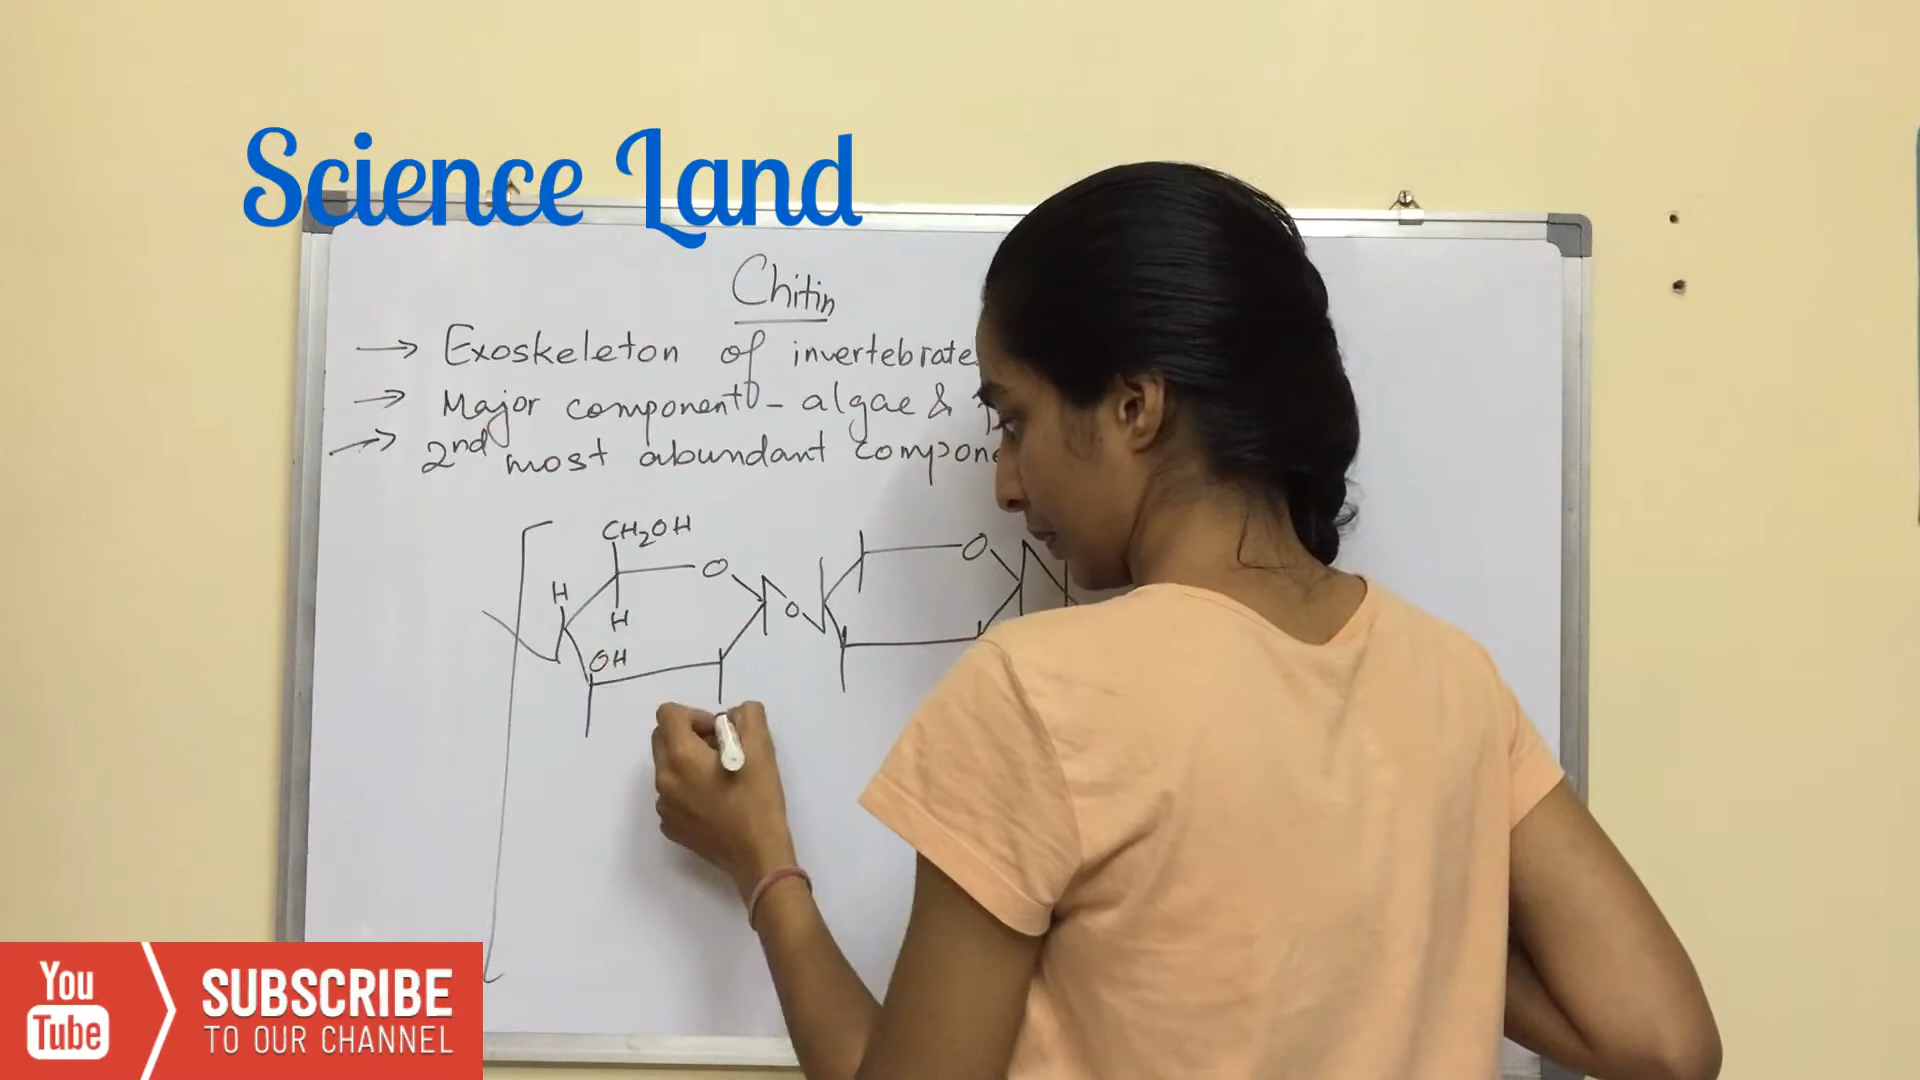 Science Land
Chitin
→ Exoskeleton of invertebrate
→ Major component - algae &
→ 2nd most abundant compone
CH2OH
O
O
H
H
O
OH
You
Tube
SUBSCRIBE
TO OUR CHANNEL